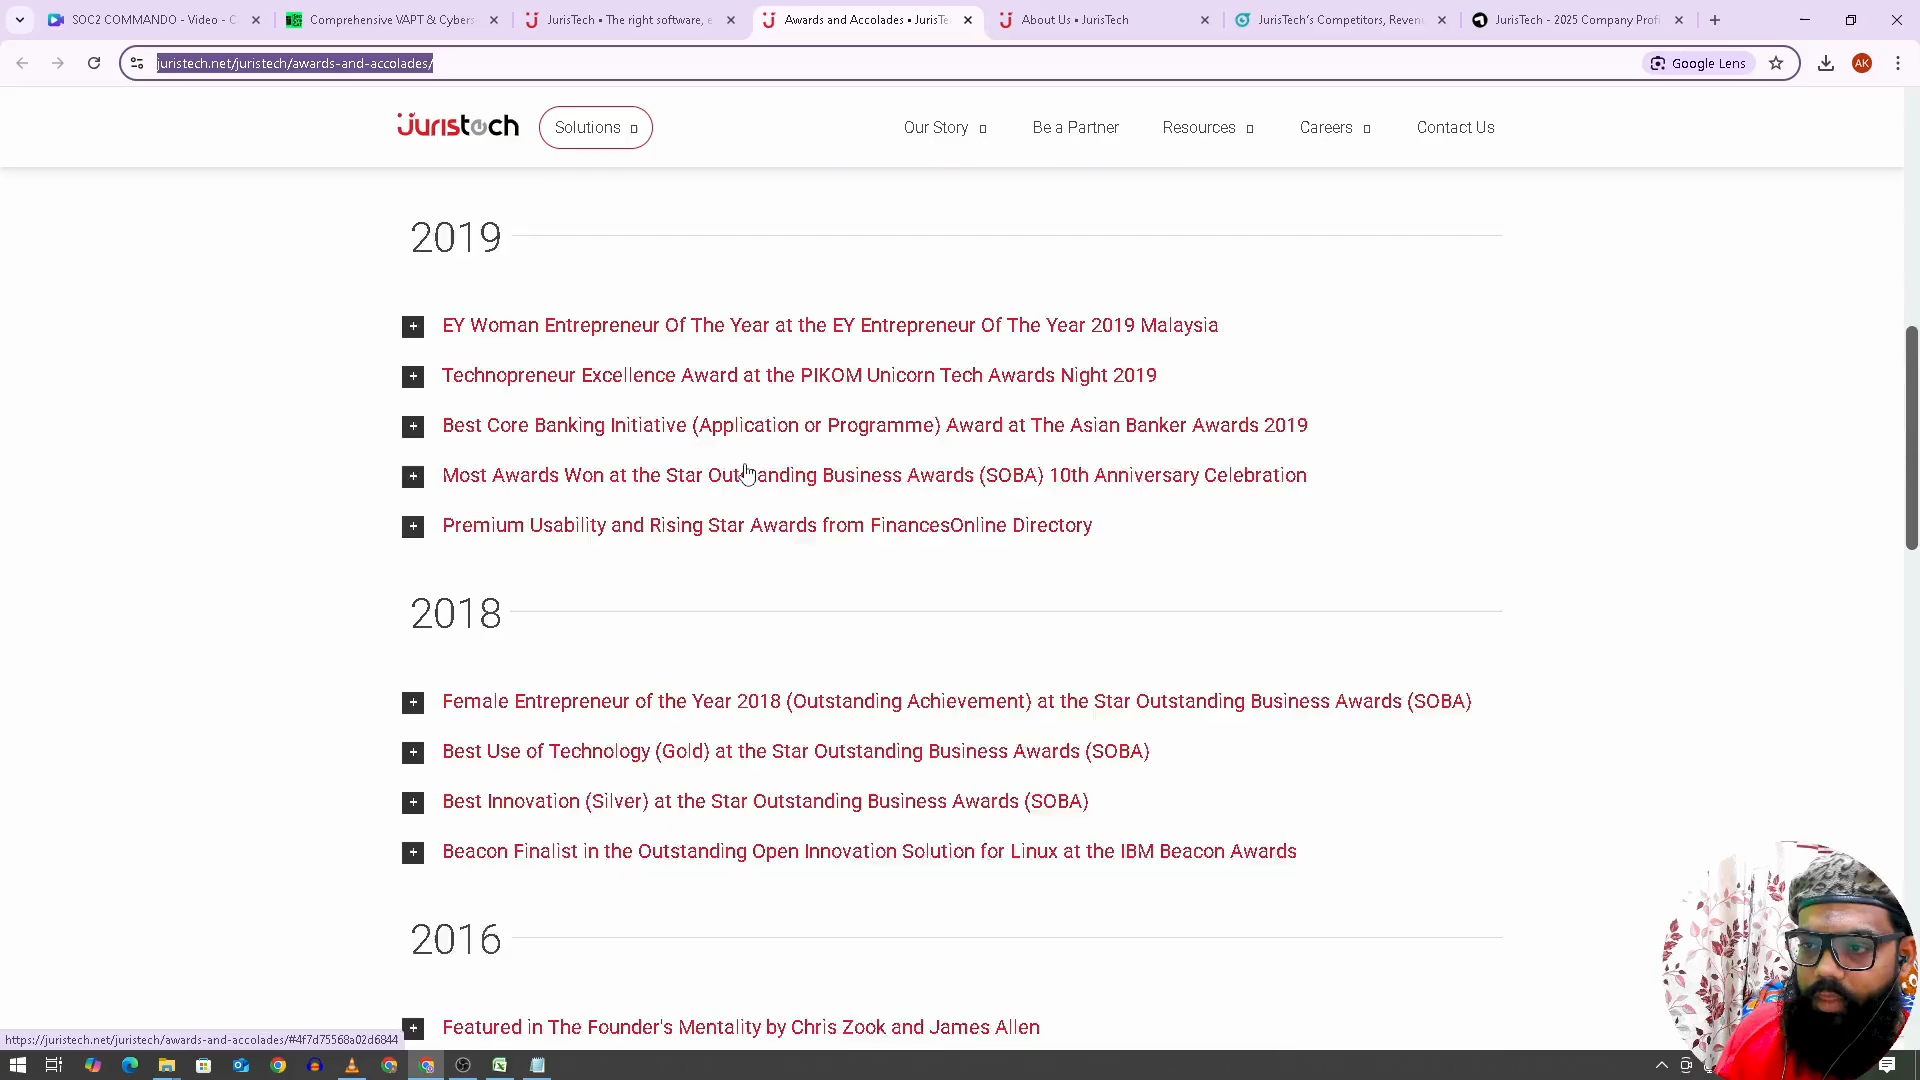 SOC2 COMMANDO - Video - C
Comprehensive VAPT & Cybers
JurisTech • The right software, e
Awards and Accolades • JurisTe
About Us • JurisTech
JurisTech's Competitors, Revenu
JurisTech - 2025 Company Profi
juristech.net/juristech/awards-and-accolades/
Google Lens
AK
juristech
Solutions
Our Story
Be a Partner
Resources
Careers
Contact Us
2019
EY Woman Entrepreneur Of The Year at the EY Entrepreneur Of The Year 2019 Malaysia
Technopreneur Excellence Award at the PIKOM Unicorn Tech Awards Night 2019
Best Core Banking Initiative (Application or Programme) Award at The Asian Banker Awards 2019
Most Awards Won at the Star Outstanding Business Awards (SOBA) 10th Anniversary Celebration
Premium Usability and Rising Star Awards from FinancesOnline Directory
2018
Female Entrepreneur of the Year 2018 (Outstanding Achievement) at the Star Outstanding Business Awards (SOBA)
Best Use of Technology (Gold) at the Star Outstanding Business Awards (SOBA)
Best Innovation (Silver) at the Star Outstanding Business Awards (SOBA)
Beacon Finalist in the Outstanding Open Innovation Solution for Linux at the IBM Beacon Awards
2016
Featured in The Founder's Mentality by Chris Zook and James Allen
https://juristech.net/juristech/awards-and-accolades/#4f7d75568a02d6844